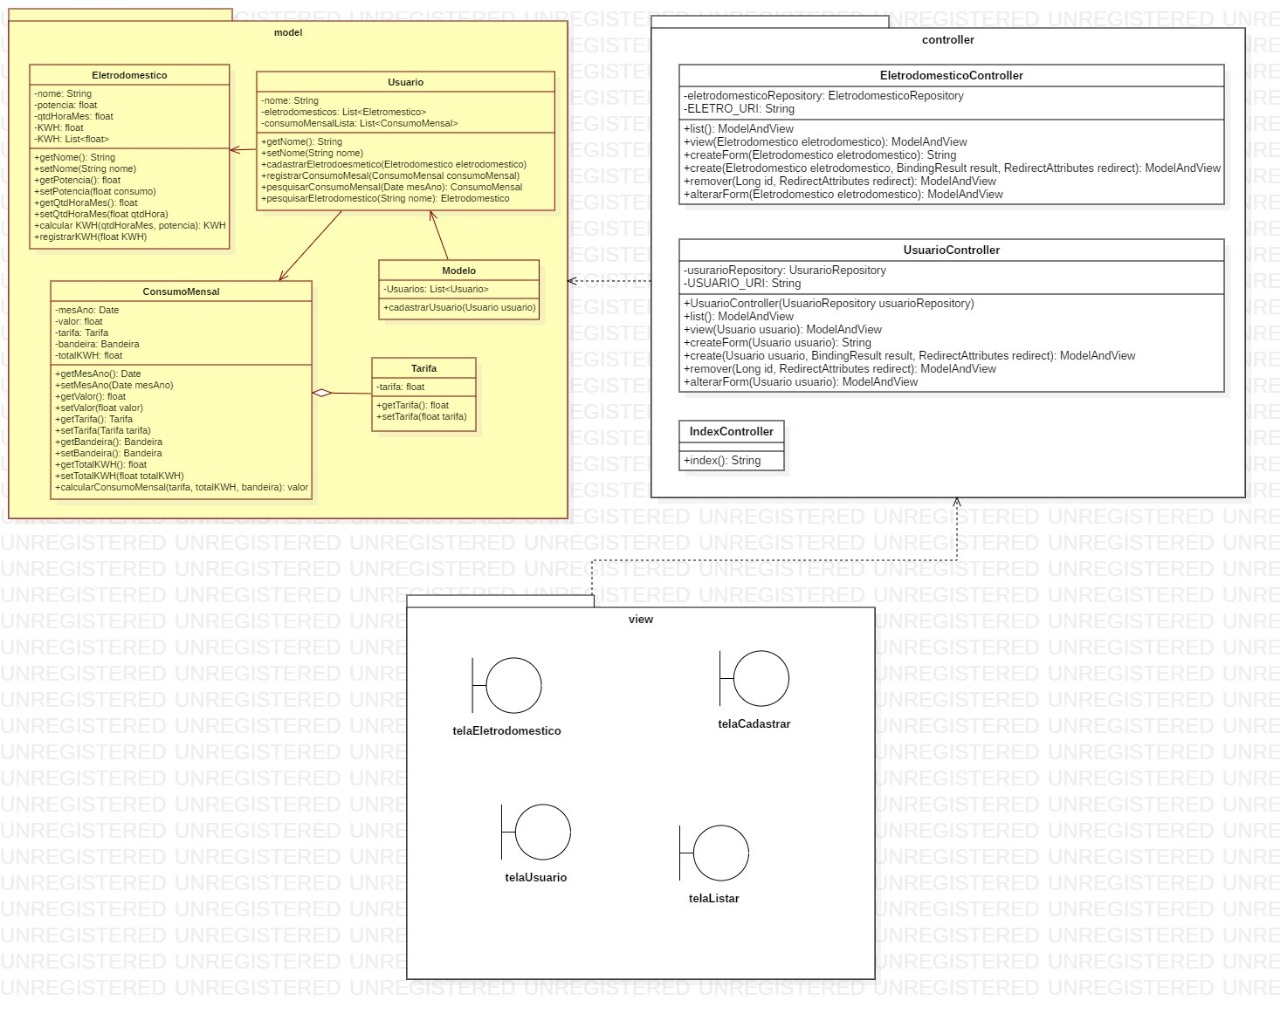 model
Eletrodomestico
-nome: String
-potencia: float
-qtdHoraMes: float
-KWH: float
-KWH: List<float>
+getNome(): String
+setNome(String nome)
+getPotencia(): float
+setPotencia(float consumo)
+getQtdHoraMes(): float
+setQtdHoraMes(float qtdHora)
+calcular KWH(qtdHoraMes, potencia): KWH
+registrarKWH(float KWH)
Usuario
-nome: String
-eletrodomesticos: List<Eletromestico>
-consumoMensalLista: List<ConsumoMensal>
+getNome(): String
+setNome(String nome)
+cadastrarEletrodoesmetico(Eletrodomestico eletrodomestico)
+registrarConsumoMesal(ConsumoMensal consumoMensal)
+pesquisarConsumoMensal(Date mesAno): ConsumoMensal
+pesquisarEletrodomestico(String nome): Eletrodomestico
ConsumoMensal
-mesAno: Date
-valor: float
-tarifa: Tarifa
-bandeira: Bandeira
-totalKWH: float
+getMesAno(): Date
+setMesAno(Date mesAno)
+getValor(): float
+setValor(float valor)
+getTarifa(): Tarifa
+setTarifa(Tarifa tarifa)
+getBandeira(): Bandeira
+setBandeira(): Bandeira
+getTotalKWH(): float
+setTotalKWH(float totalKWH)
+calcularConsumoMensal(tarifa, totalKWH, bandeira): valor
Modelo
-Usuarios: List<Usuario>
+cadastrarUsuario(Usuario usuario)
Tarifa
-tarifa: float
+getTarifa(): float
+setTarifa(float tarifa)
controller
EletrodomesticoController
-eletrodomesticoRepository: EletrodomesticoRepository
-ELETRO_URI: String
+list(): ModelAndView
+view(Eletrodomestico eletrodomestico): ModelAndView
+createForm(Eletrodomestico eletrodomestico): String
+create(Eletrodomestico eletrodomestico, BindingResult result, RedirectAttributes redirect): ModelAndView
+remover(Long id, RedirectAttributes redirect): ModelAndView
+alterarForm(Eletrodomestico eletrodomestico): ModelAndView
UsuarioController
-usurarioRepository: UsurarioRepository
-USUARIO_URI: String
+UsuarioController(UsuarioRepository usuarioRepository)
+list(): ModelAndView
+view(Usuario usuario): ModelAndView
+createForm(Usuario usuario): String
+create(Usuario usuario, BindingResult result, RedirectAttributes redirect): ModelAndView
+remover(Long id, RedirectAttributes redirect): ModelAndView
+alterarForm(Usuario usuario): ModelAndView
IndexController
+index(): String
view
telaEletrodomestico
telaCadastrar
telaUsuario
telaListar